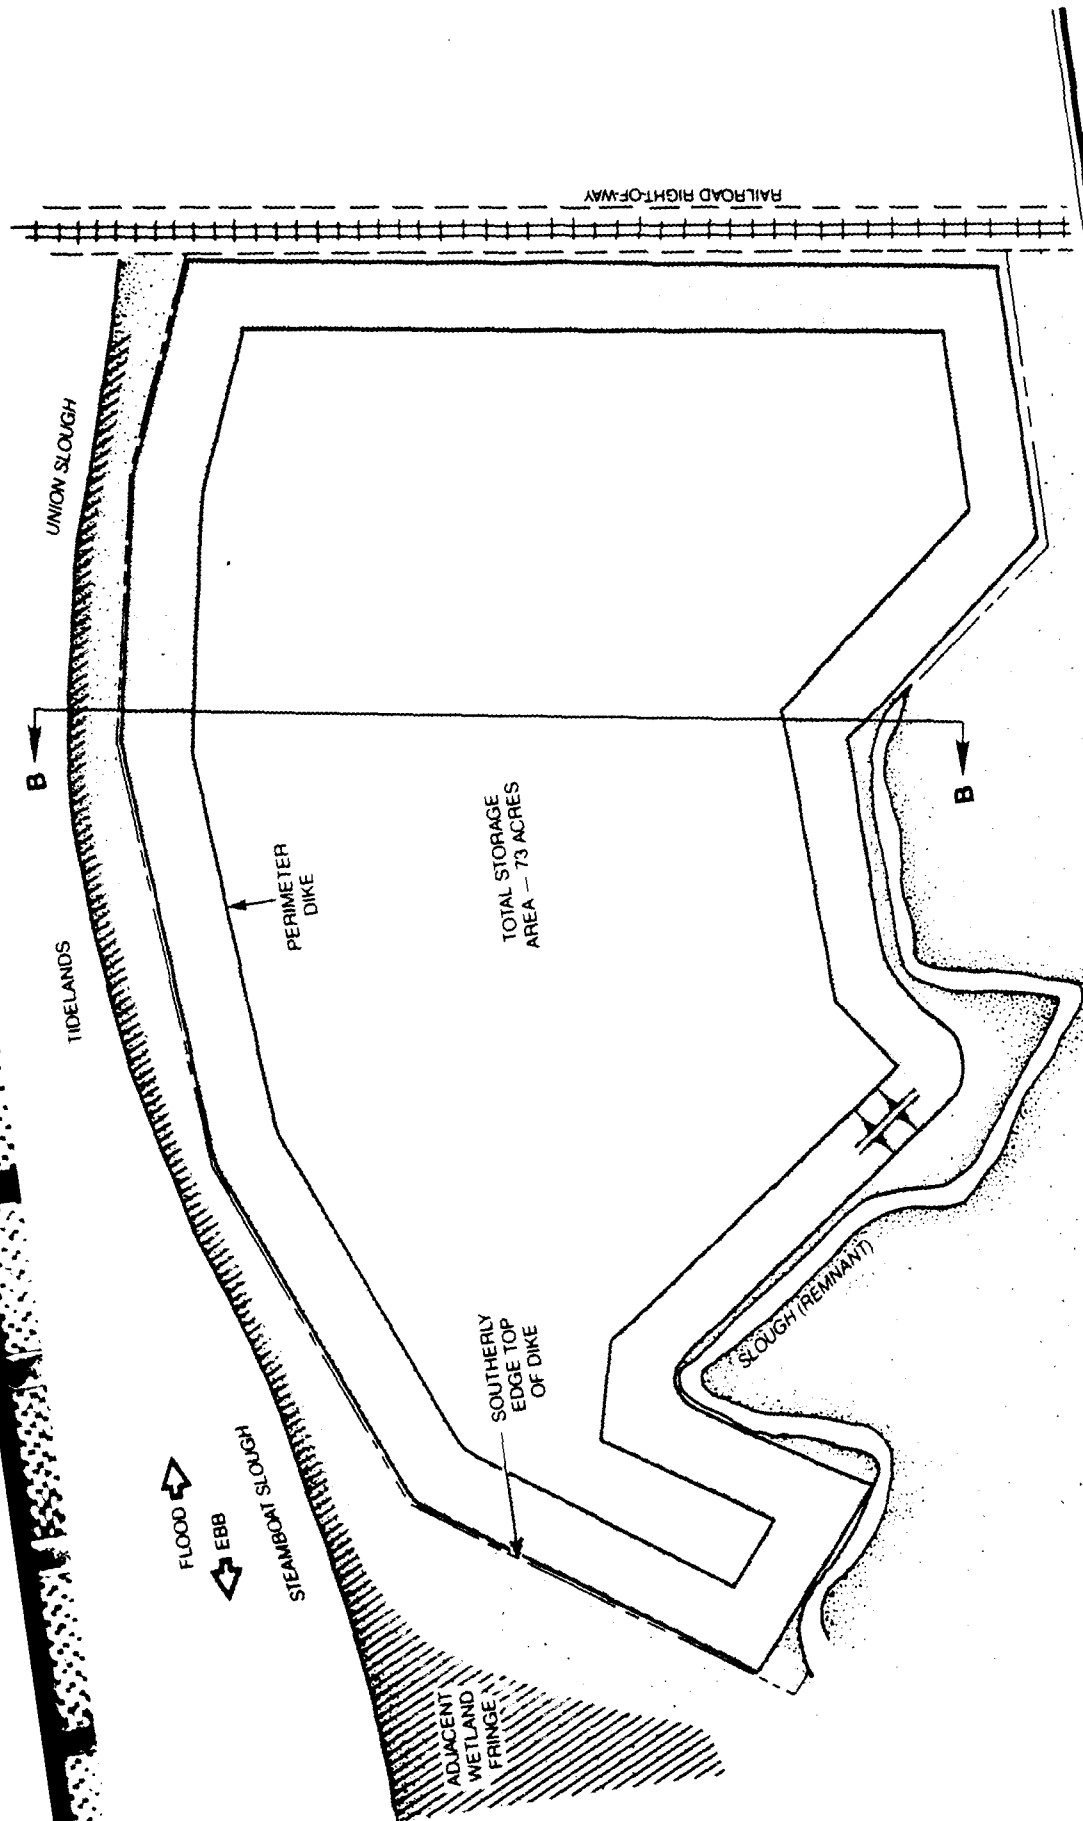 RAILROAD RIGHT-OF-WAY
UNION SLOUGH
B
TIDELANDS
PERIMETER
DIKE
TOTAL STORAGE
AREA — 73 ACRES
B
SOUTHERLY
EDGE TOP
OF DIKE
SLOUGH (REMNANT)
FLOOD
EBB
STEAMBOAT SLOUGH
ADJACENT
WETLAND
FRINGE